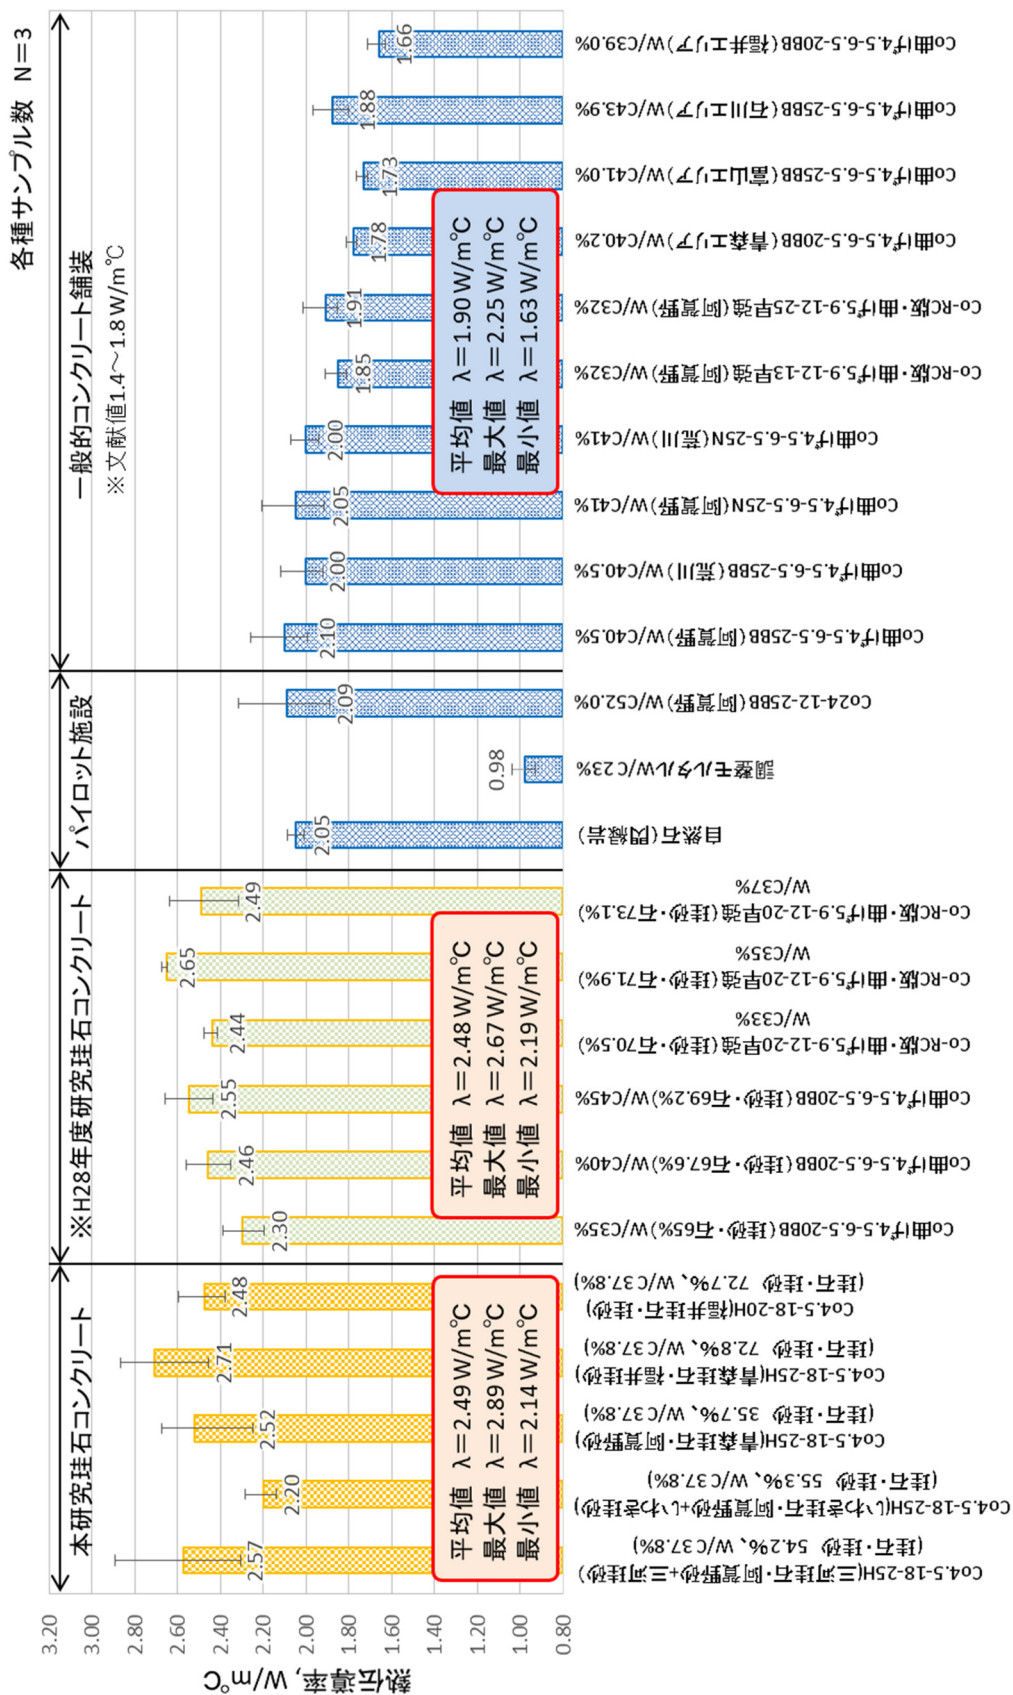 各種サンプル数 N=3
本研究珪石コンクリート
※H28年度研究珪石コンクリート
パイロット施設
一般的コンクリート舗装
※文献値1.4～1.8W/m℃
熱伝導率, W/m℃
3.20
3.00
2.80
2.60
2.40
2.20
2.00
1.80
1.60
1.40
1.20
1.00
0.80
2.57
2.20
2.52
2.71
2.48
2.30
2.46
2.55
2.44
2.65
2.49
2.05
0.98
2.09
2.10
2.00
2.05
2.00
1.85
1.91
1.78
1.73
1.88
1.66
平均値 λ=2.49W/m℃
最大値 λ=2.89W/m℃
最小値 λ=2.14W/m℃
平均値 λ=2.48W/m℃
最大値 λ=2.67W/m℃
最小値 λ=2.19W/m℃
平均値 λ=1.90W/m℃
最大値 λ=2.25W/m℃
最小値 λ=1.63W/m℃
Co4.5-18-25H(三河珪石・阿賀野砂+三河珪砂)
(珪石・珪砂 54.2%、W/C37.8%)
Co4.5-18-25H(いわき珪石・阿賀野砂+いわき珪砂)
(珪石・珪砂 55.3%、W/C37.8%)
Co4.5-18-25H(青森珪石・阿賀野砂)
(珪石・珪砂 35.7%、W/C37.8%)
Co4.5-18-25H(青森珪石・福井珪砂)
(珪石・珪砂 72.8%、W/C37.8%)
Co4.5-18-20H(福井珪石・珪砂)
(珪石・珪砂 72.7%、W/C37.8%)
Co曲げ4.5-6.5-20BB(珪砂・石65%)W/C35%
Co曲げ4.5-6.5-20BB(珪砂・石67.6%)W/C40%
Co曲げ4.5-6.5-20BB(珪砂・石69.2%)W/C45%
Co-RC版・曲げ5.9-12-20早強(珪砂・石70.5%)
W/C33%
Co-RC版・曲げ5.9-12-20早強(珪砂・石71.9%)
W/C35%
Co-RC版・曲げ5.9-12-20早強(珪砂・石73.1%)
W/C37%
自然石(閃緑岩)
調整モルタルW/C23%
Co24-12-25BB(阿賀野)W/C52.0%
Co曲げ4.5-6.5-25BB(阿賀野)W/C40.5%
Co曲げ4.5-6.5-25BB(荒川)W/C40.5%
Co曲げ4.5-6.5-25N(阿賀野)W/C41%
Co曲げ4.5-6.5-25N(荒川)W/C41%
Co-RC版・曲げ5.9-12-13早強(阿賀野)W/C32%
Co-RC版・曲げ5.9-12-25早強(阿賀野)W/C32%
Co曲げ4.5-6.5-20BB(青森エリア)W/C40.2%
Co曲げ4.5-6.5-25BB(富山エリア)W/C41.0%
Co曲げ4.5-6.5-25BB(石川エリア)W/C43.9%
Co曲げ4.5-6.5-20BB(福井エリア)W/C39.0%